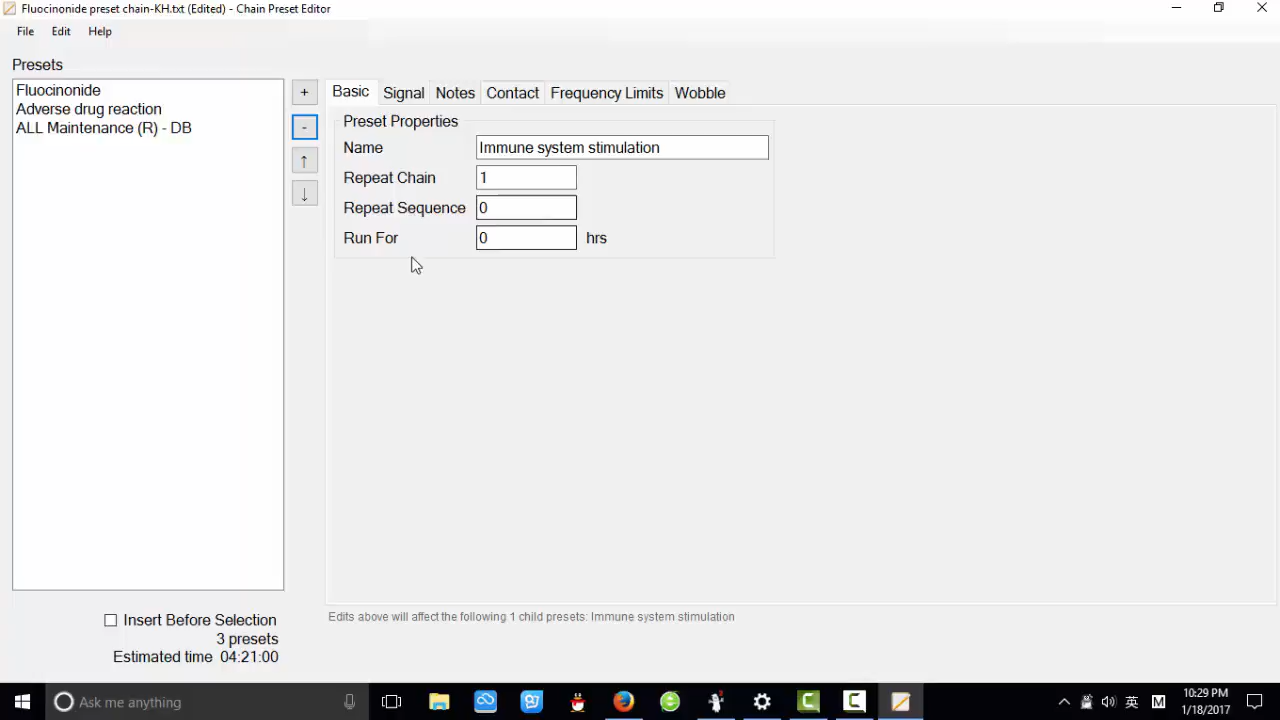 Fluocinonide preset chain-KH.txt (Edited) - Chain Preset Editor
File Edit Help
Presets
Fluocinonide
Adverse drug reaction
ALL Maintenance (R) - DB
+
-
↑
↓
Basic Signal Notes Contact Frequency Limits Wobble
Preset Properties
Name Immune system stimulation
Repeat Chain 1
Repeat Sequence 0
Run For 0 hrs
Edits above will affect the following 1 child presets: Immune system stimulation
Insert Before Selection
3 presets
Estimated time 04:21:00
Ask me anything
英 M
10:29 PM
1/18/2017